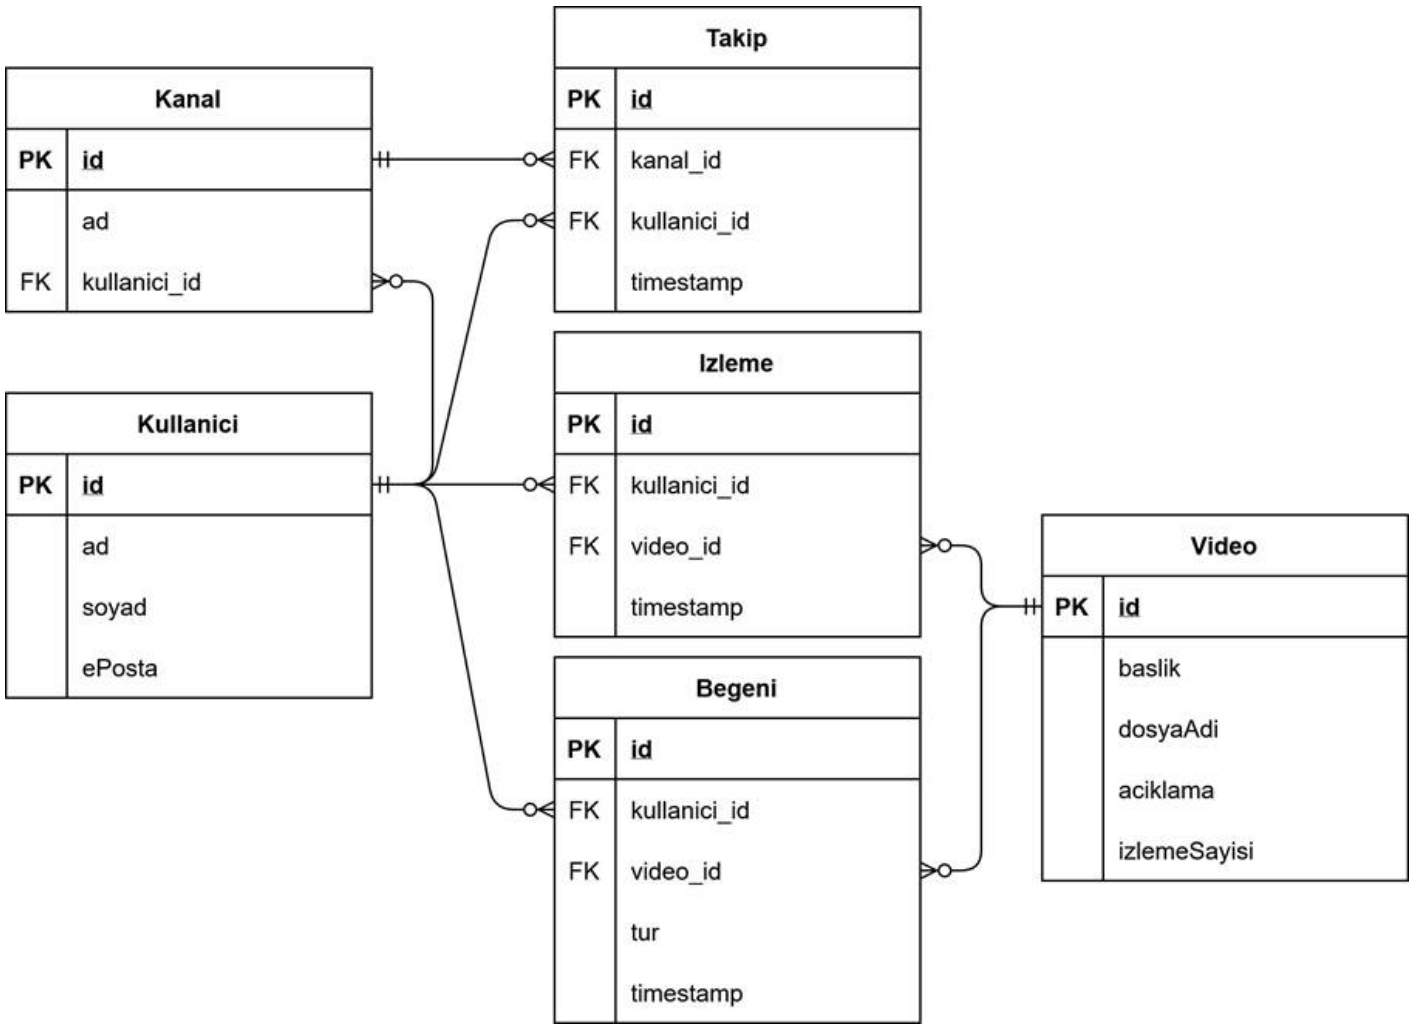 Kanal
PK id
ad
FK kullanici_id
Kullanici
PK id
ad
soyad
ePosta
Takip
PK id
FK kanal_id
FK kullanici_id
timestamp
Izleme
PK id
FK kullanici_id
FK video_id
timestamp
Begeni
PK id
FK kullanici_id
FK video_id
tur
timestamp
Video
PK id
baslik
dosyaAdi
aciklama
izlemeSayisi